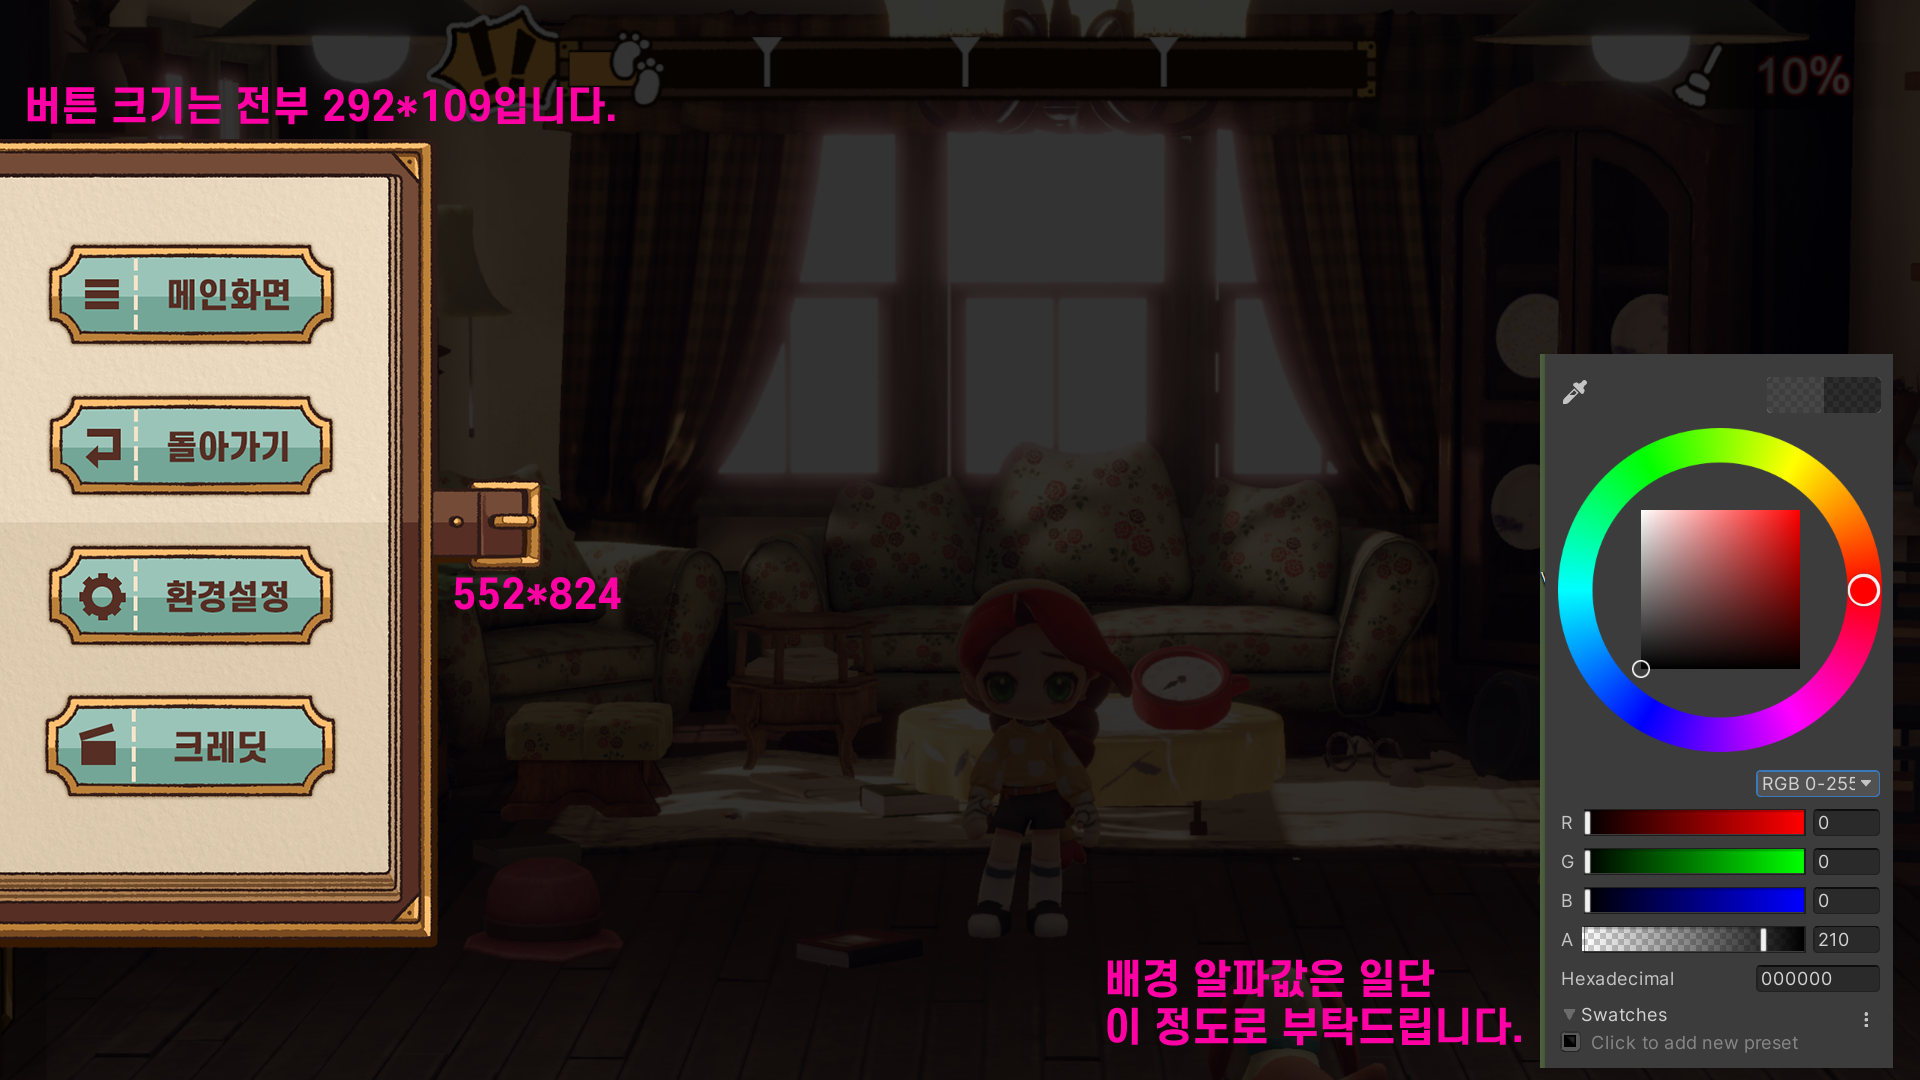 10%
버튼 크기는 전부 292*109입니다.
메인화면
돌아가기
환경설정
크레딧
552*824
배경 알파값은 일단
이 정도로 부탁드립니다.
RGB 0-255
R 0
G 0
B 0
A 210
Hexadecimal 000000
Swatches
Click to add new preset